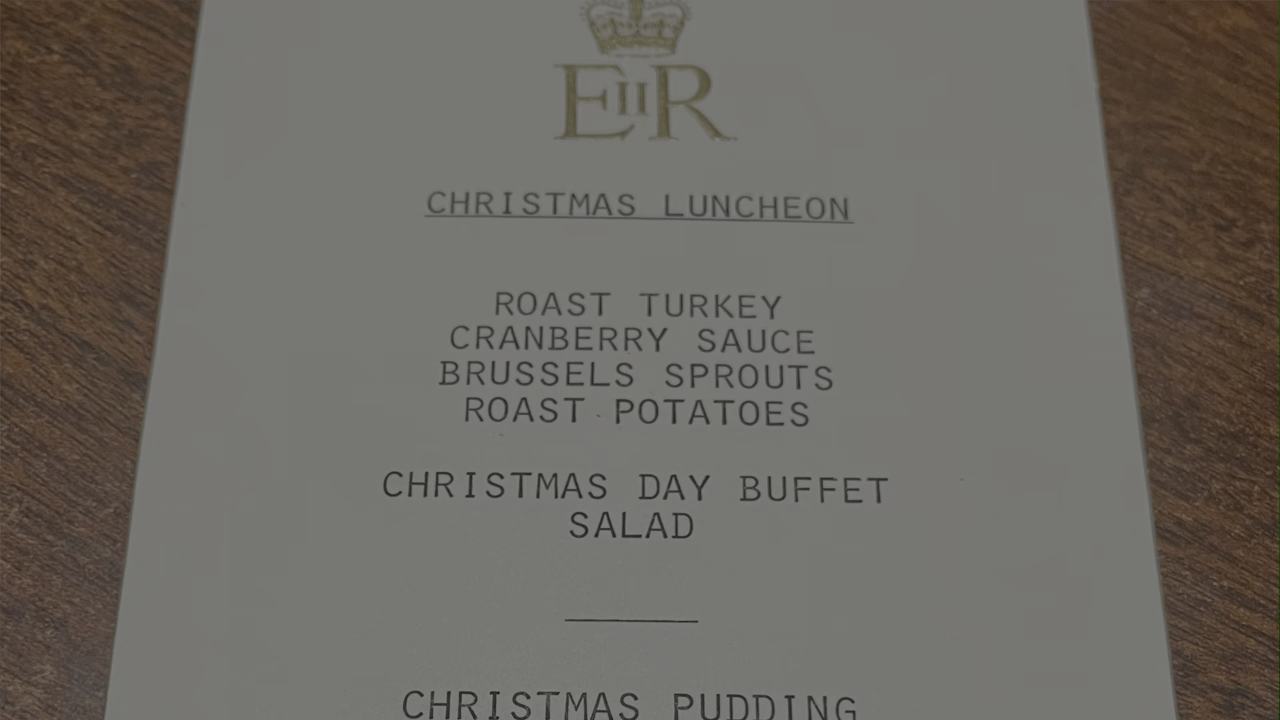 EIIR
CHRISTMAS LUNCHEON
ROAST TURKEY
CRANBERRY SAUCE
BRUSSELS SPROUTS
ROAST POTATOES
CHRISTMAS DAY BUFFET
SALAD
CHRISTMAS PUDDING